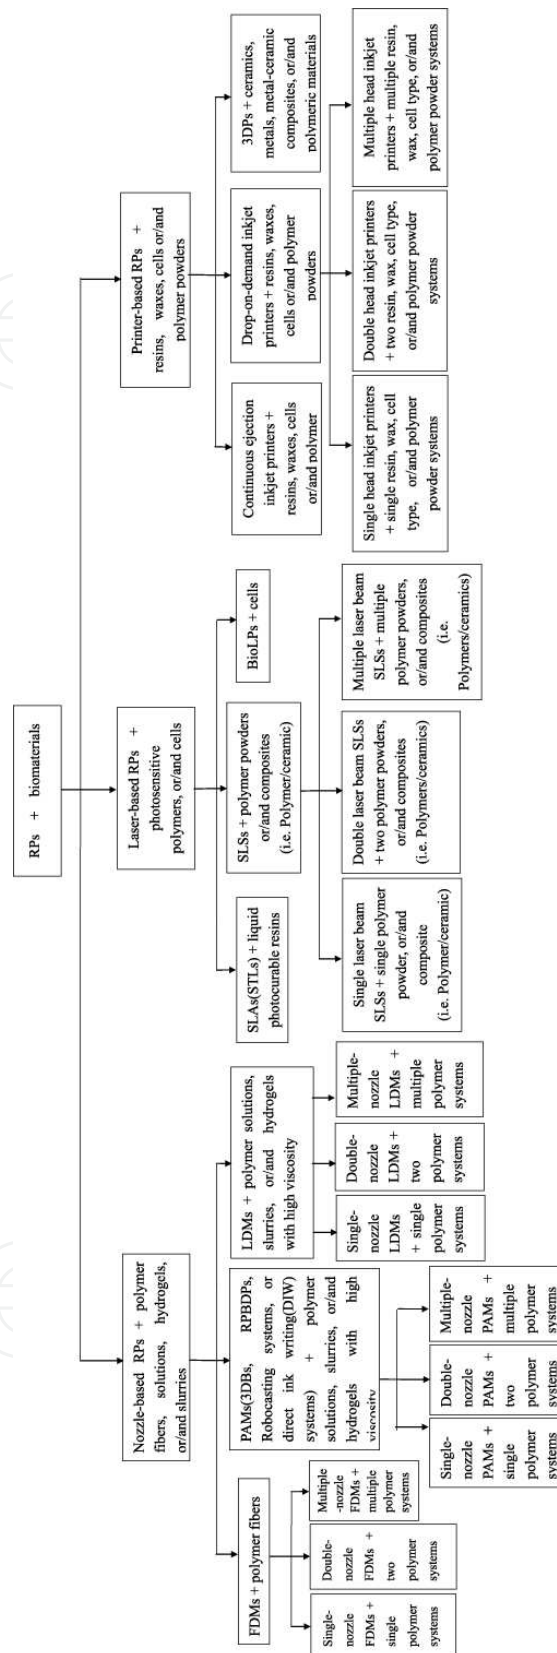 RPs + biomaterials
Nozzle-based RPs + polymer
fibers, solutions, hydrogels,
or/and slurries
Laser-based RPs +
photosensitive
polymers, or/and cells
Printer-based RPs +
resins, waxes, cells or/and
polymer powders
FDMs + polymer fibers
PAMs(3DBs, RPBDPs,
Robocasting systems, or
direct ink writing(DIW)
systems) + polymer
solutions, slurries, or/and
hydrogels with high
viscosity
LDMs + polymer solutions,
slurries, or/and hydrogels
with high viscosity
SLAs(STLs) + liquid
photocurable resins
SLSs + polymer powders
or/and composites
(i.e. Polymer/ceramic)
BioLPs + cells
Continuous ejection
inkjet printers +
resins, waxes, cells
or/and polymer
Drop-on-demand inkjet
printers + resins, waxes,
cells or/and polymer
powders
3DPs + ceramics,
metals, metal-ceramic
composites, or/and
polymeric materials
Single-
nozzle
FDMs +
single
polymer
systems
Double-
nozzle
FDMs +
two
polymer
systems
Multiple
-nozzle
FDMs +
multiple
polymer
systems
Single-
nozzle
PAMs +
single
polymer
systems
Double-
nozzle
PAMs +
two
polymer
systems
Multiple-
nozzle
PAMs +
multiple
polymer
systems
Single-
nozzle
LDMs
+ single
polymer
systems
Double-
nozzle
LDMs +
two
polymer
systems
Multiple-
nozzle
LDMs +
multiple
polymer
systems
Single laser beam
SLSs + single polymer
powder, or/and
composite
(i.e. Polymer/ceramic)
Double laser beam SLSs
+ two polymer powders,
or/and composites
(i.e. Polymers/ceramics)
Multiple laser beam
SLSs + multiple
polymer powders,
or/and composites
(i.e.
Polymers/ceramics)
Single head inkjet printers
+ single resin, wax, cell
type, or/and polymer
powder systems
Double head inkjet printers
+ two resin, wax, cell type,
or/and polymer powder
systems
Multiple head inkjet
printers + multiple resin,
wax, cell type, or/and
polymer powder systems